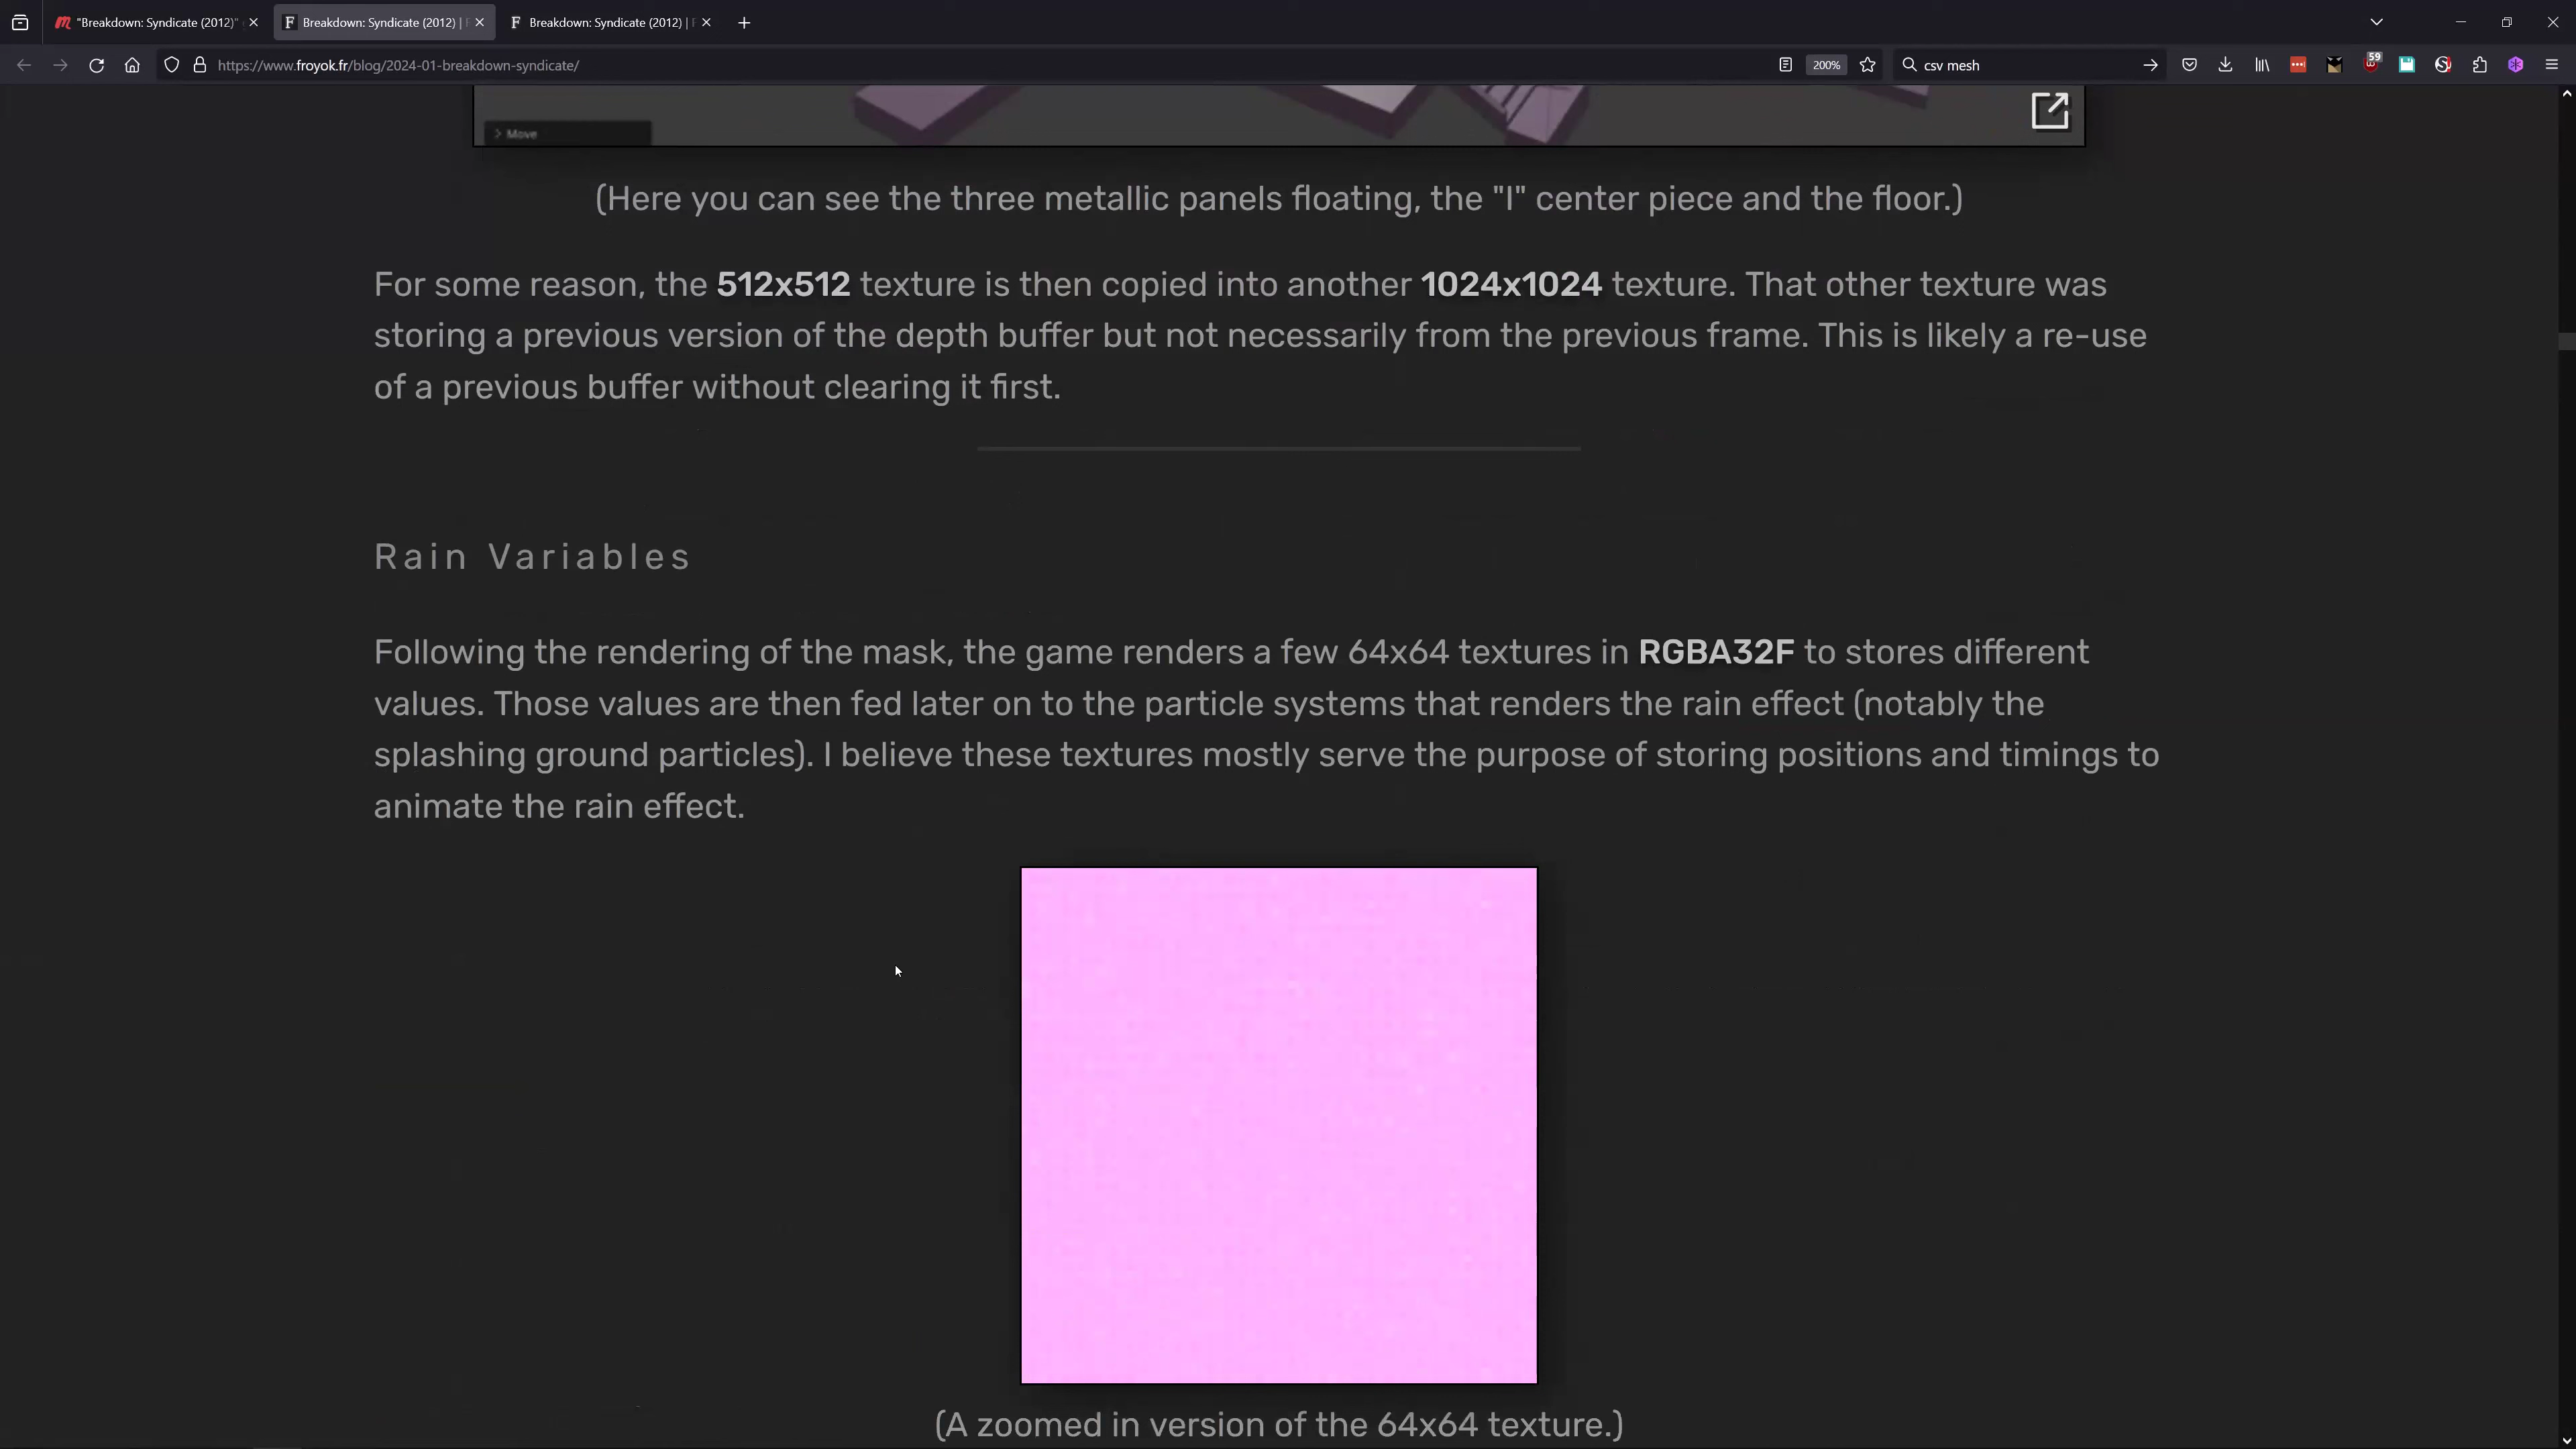 "Breakdown: Syndicate (2012)"
Breakdown: Syndicate (2012) |
Breakdown: Syndicate (2012) |
https://www.froyok.fr/blog/2024-01-breakdown-syndicate/
200%
csv mesh
59
> Move
(Here you can see the three metallic panels floating, the "I" center piece and the floor.)
For some reason, the 512x512 texture is then copied into another 1024x1024 texture. That other texture was
storing a previous version of the depth buffer but not necessarily from the previous frame. This is likely a re-use
of a previous buffer without clearing it first.
Rain Variables
Following the rendering of the mask, the game renders a few 64x64 textures in RGBA32F to stores different
values. Those values are then fed later on to the particle systems that renders the rain effect (notably the
splashing ground particles). I believe these textures mostly serve the purpose of storing positions and timings to
animate the rain effect.
(A zoomed in version of the 64x64 texture.)